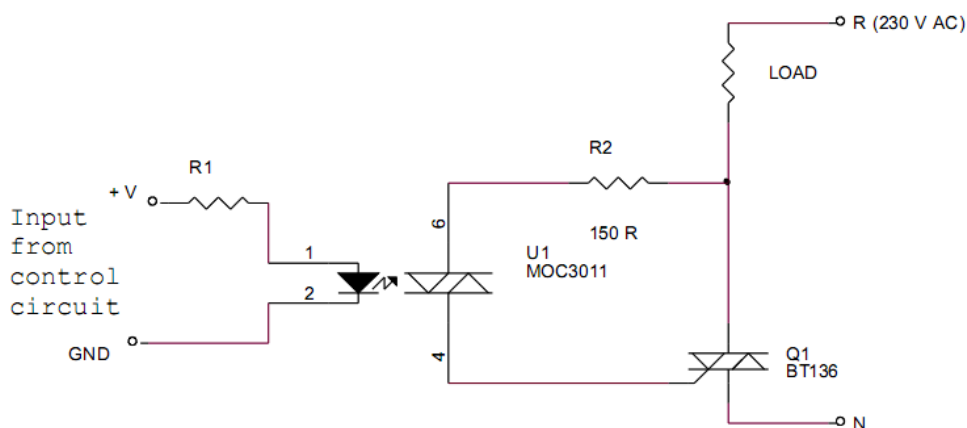 R (230 V AC)
LOAD
R2
R1
+ V
Input
from
control
circuit
6
150 R
U1
MOC3011
1
2
GND
4
Q1
BT136
N